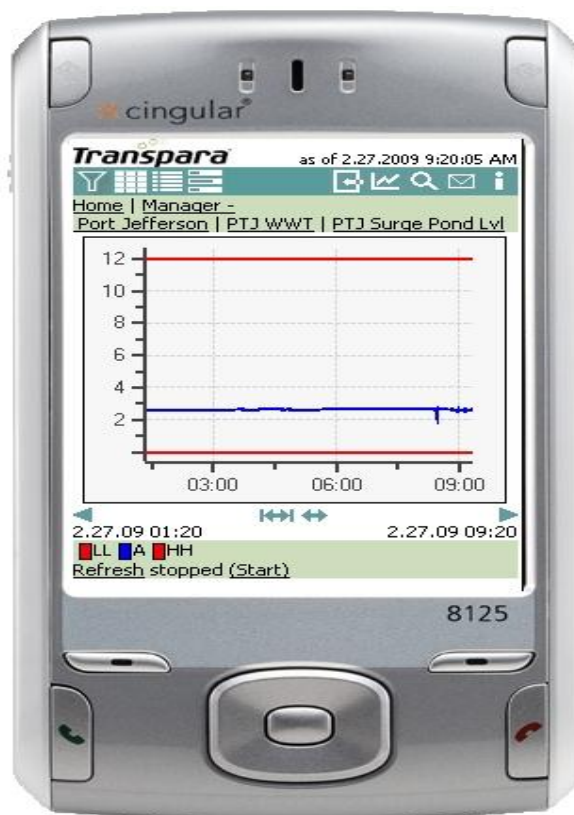 cingular®
Transpara as of 2.27.2009 9:20:05 AM
Home | Manager -
Port Jefferson | PTJ WWT | PTJ Surge Pond Lvl
12
10
8
6
4
2
03:00 06:00 09:00
2.27.09 01:20 2.27.09 09:20
LL A HH
Refresh stopped (Start)
8125